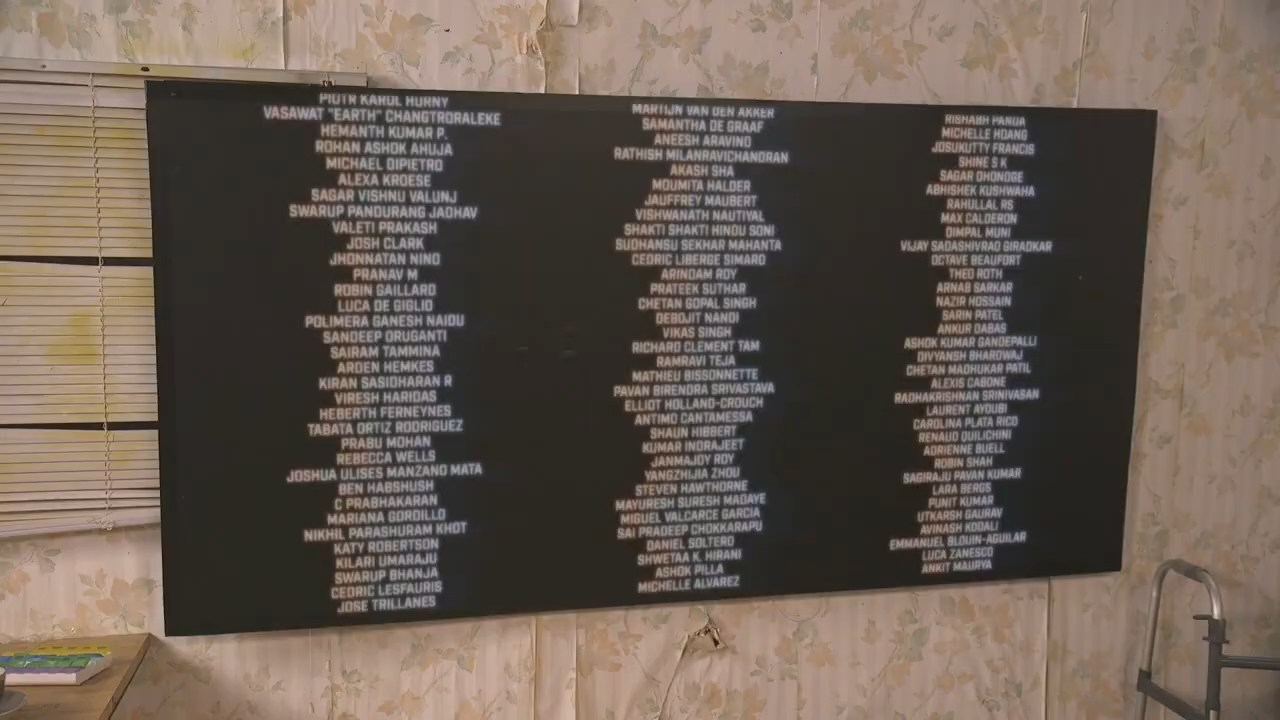 PIOTR KAROL HURNY
VASAWAT "EARTH" CHANGTRORALEKE
HEMANTH KUMAR P.
ROHAN ASHOK AHUJA
MICHAEL DIPIETRO
ALEXA KROESE
SAGAR VISHNU VALUNJ
SWARUP PANDURANG JADHAV
VALETI PRAKASH
JOSH CLARK
JHONNATAN NINO
PRANAV M
ROBIN GAILLARD
LUCA DE GIGLIO
POLIMERA GANESH NAIDU
SANDEEP ORUGANTI
SAIRAM TAMMINA
ARDEN HEMKES
KIRAN SASIDHARAN R
VIRESH HARIDAS
HEBERTH FERNEYNES
TABATA ORTIZ RODRIGUEZ
PRABU MOHAN
REBECCA WELLS
JOSHUA ULISES MANZANO MATA
BEN HABSHUSH
C PRABHAKARAN
MARIANA GORDILLO
NIKHIL PARASHURAM KHOT
KATY ROBERTSON
KILARI UMARAJU
SWARUP BHANJA
CEDRIC LESFAURIS
JOSE TRILLANES
MARTIJN VAN DEN AKKER
SAMANTHA DE GRAAF
ANEESH ARAVIND
RATHISH MILANRAVICHANDRAN
AKASH SHA
MOUMITA HALDER
JAUFFREY MAUBERT
VISHWANATH NAUTIYAL
SHAKTI SHAKTI HINDU SONI
SUDHANSU SEKHAR MAHANTA
CEDRIC LIBERGE SIMARD
ARINDAM ROY
PRATEEK SUTHAR
CHETAN GOPAL SINGH
DEBOJIT NANDI
VIKAS SINGH
RICHARD CLEMENT TAM
RAMRAVI TEJA
MATHIEU BISSONNETTE
PAVAN BIRENDRA SRIVASTAVA
ELLIOT HOLLAND-CROUCH
ANTIMO CANTAMESSA
SHAUN HIBBERT
KUMAR INDRAJEET
JANMAJOY ROY
YANGZHIJIA ZHOU
STEVEN HAWTHORNE
MAYURESH SURESH MADAYE
MIGUEL VALCARCE GARCIA
SAI PRADEEP CHOKKARAPU
DANIEL SOLTERO
SHWETA K. HIRANI
ASHOK PILLA
MICHELLE ALVAREZ
RISHABH PANDA
MICHELLE HOANG
JOSUKUTTY FRANCIS
SHINE S K
SAGAR DHONDGE
ABHISHEK KUSHWAHA
RAHULLAL RS
MAX CALDERON
DIMPAL MUNI
VIJAY SADASHIVRAO GIRADKAR
OCTAVE BEAUFORT
THEO ROTH
ARNAB SARKAR
NAZIR HOSSAIN
SARIN PATEL
ANKUR DABAS
ASHOK KUMAR GANDEPALLI
DIVYANSH BHARDWAJ
CHETAN MADHUKAR PATIL
ALEXIS CABONE
RADHAKRISHNAN SRINIVASAN
LAURENT AYOUBI
CAROLINA PLATA RICO
RENAUD QUILICHINI
ADRIENNE BUELL
ROBIN SHAH
SAGIRAJU PAVAN KUMAR
LARA BERGS
PUNIT KUMAR
UTKARSH GAURAV
AVINASH KODALI
EMMANUEL BLOUIN-AGUILAR
LUCA ZANESCO
ANKIT MAURYA